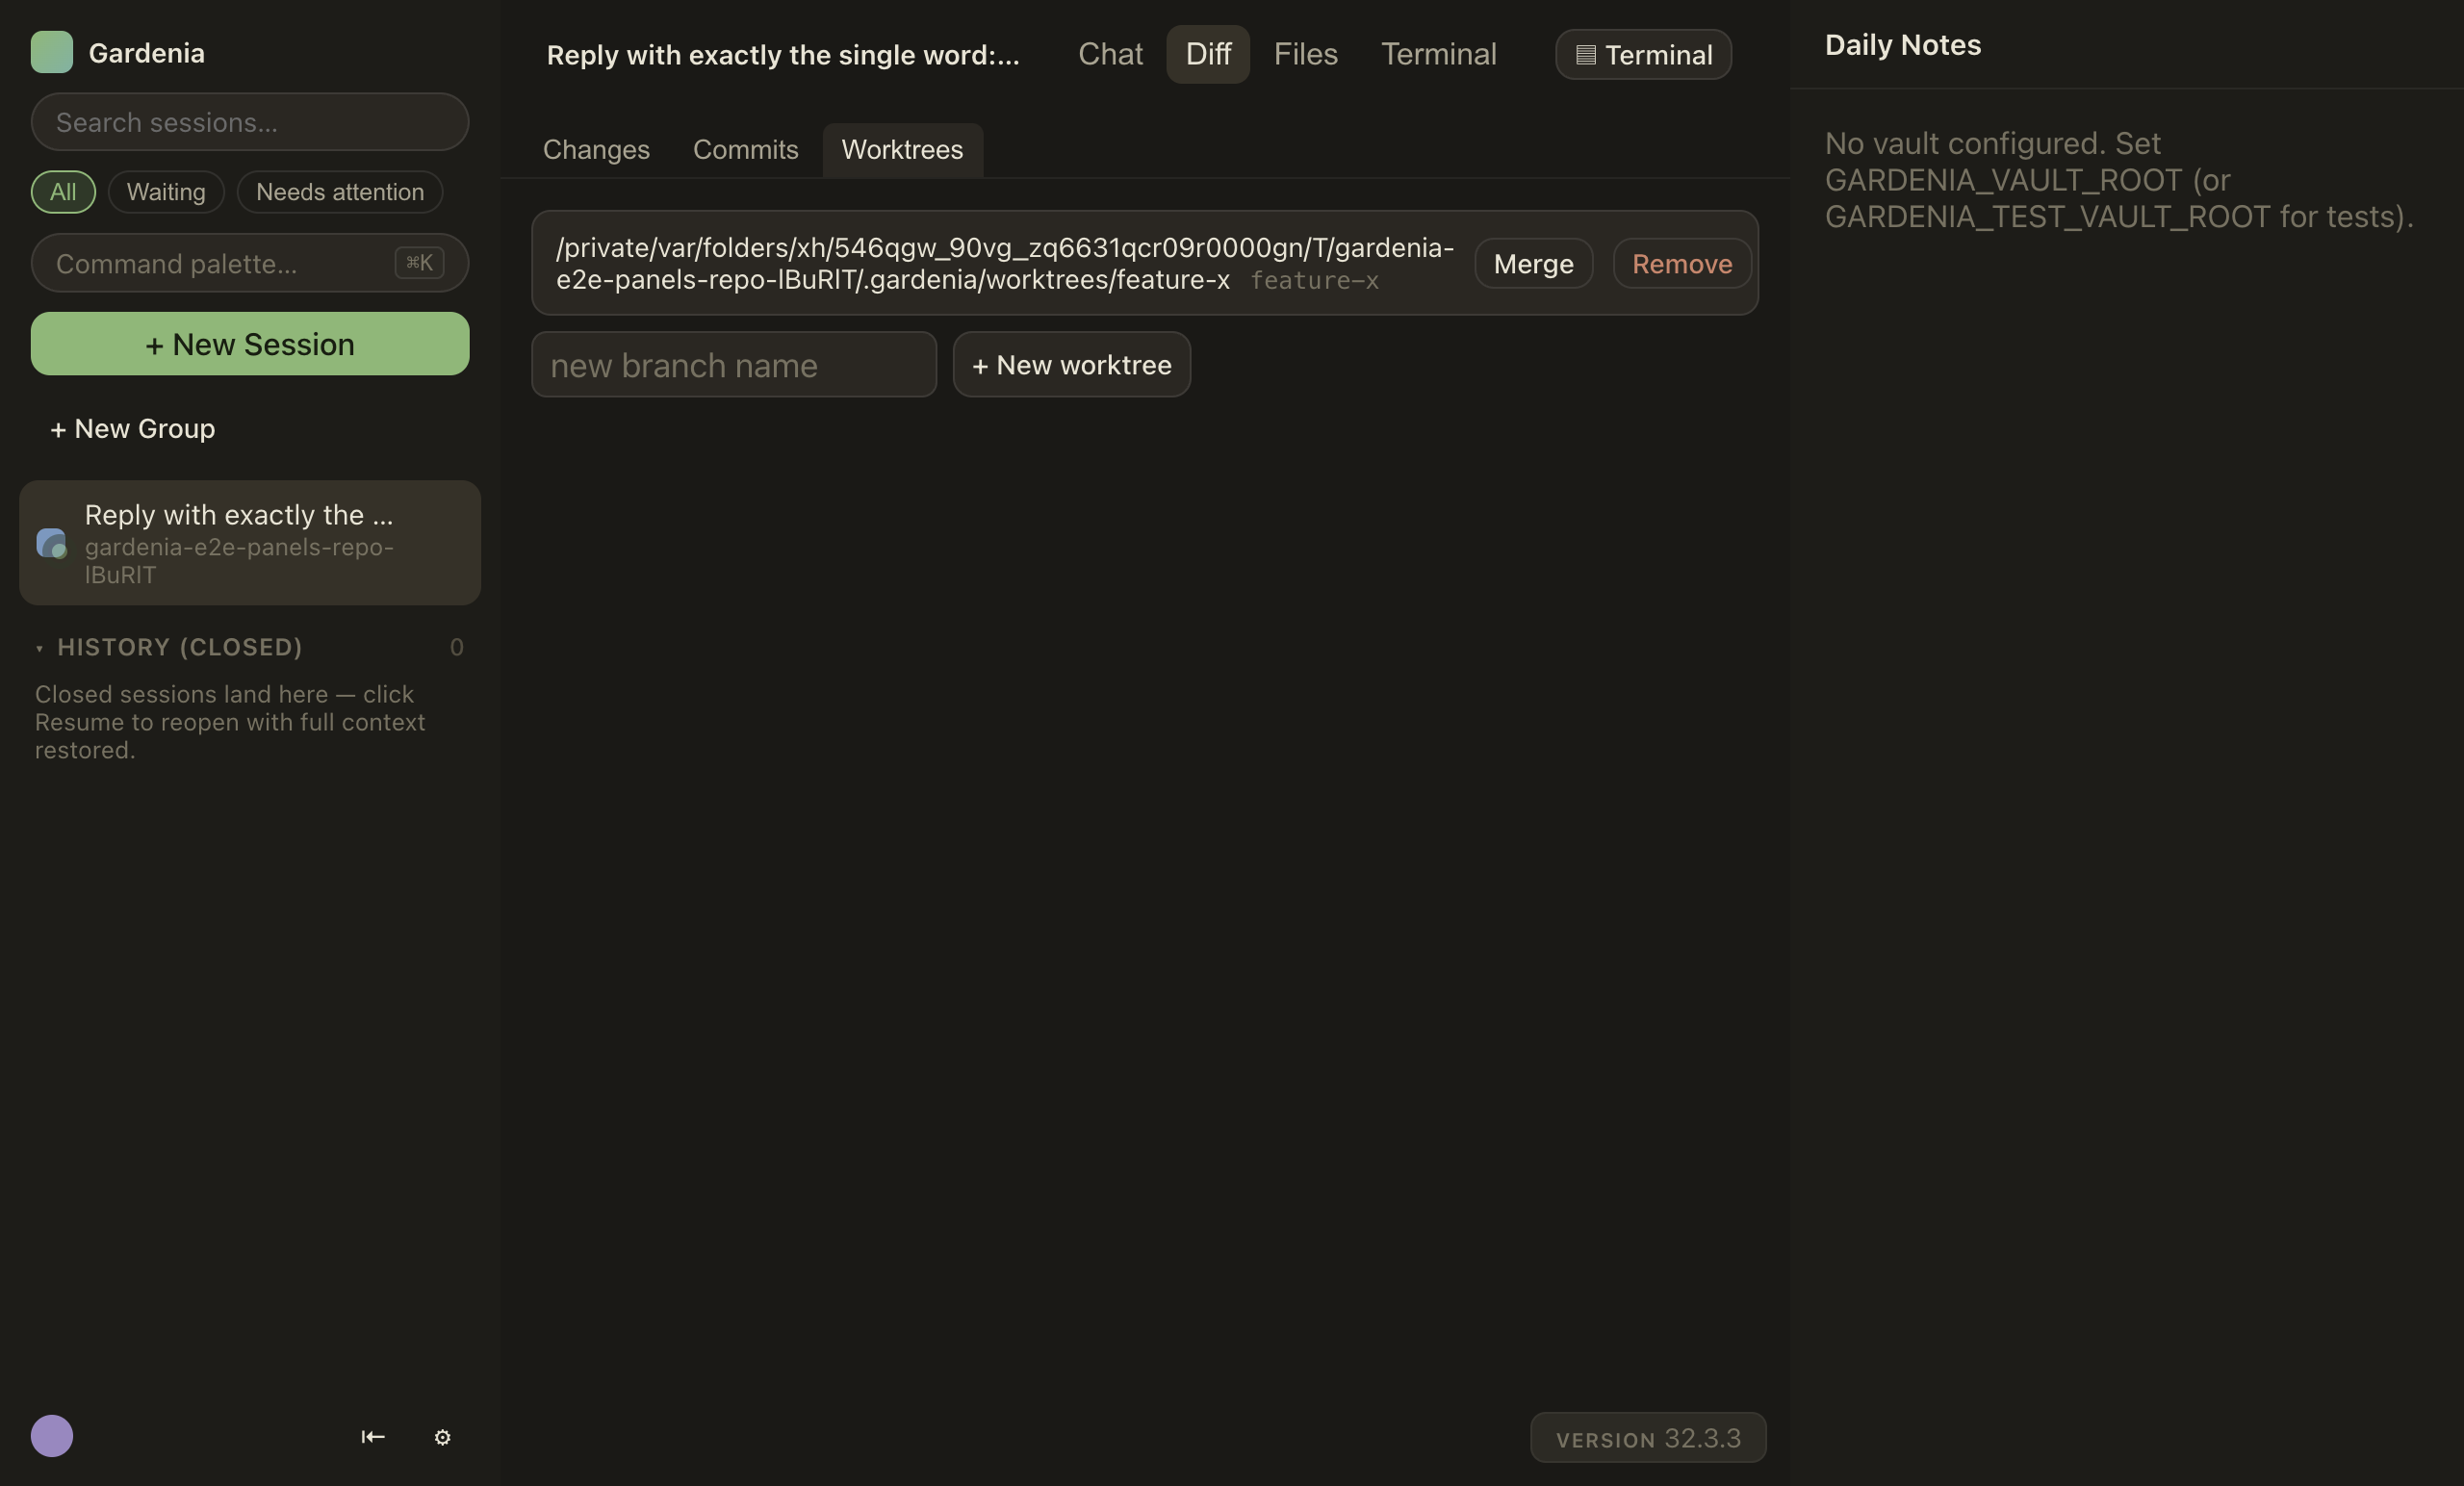 Gardenia
Search sessions...
All Waiting Needs attention
Command palette... ⌘K
+ New Session
+ New Group
Reply with exactly the ...
gardenia-e2e-panels-repo-
lBuRlT
▾ HISTORY (CLOSED) 0
Closed sessions land here — click
Resume to reopen with full context
restored.
Reply with exactly the single word:... Chat Diff Files Terminal ▤ Terminal
Changes Commits Worktrees
/private/var/folders/xh/546qgw_90vg_zq6631qcr09r0000gn/T/gardenia-
e2e-panels-repo-lBuRlT/.gardenia/worktrees/feature-x feature-x
Merge Remove
new branch name + New worktree
VERSION 32.3.3
Daily Notes
No vault configured. Set
GARDENIA_VAULT_ROOT (or
GARDENIA_TEST_VAULT_ROOT for tests).